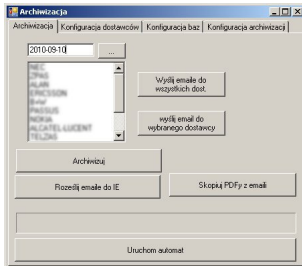 Archiwizacja
Archiwizacja Konfiguracja dostawców Konfiguracja baz Konfiguracja archiwizacji
2010-09-10 ...
NEC
ZPAS
ALAN
ERICSSON
B+W
PASSUS
NOKIA
ALCATEL-LUCENT
TELZAS
Wyślij emaile do
wszystkich dost.
wyślij email do
wybranego dostawcy
Archiwizuj
Roześlij emaile do IE
Skopiuj PDFy z emaili
Uruchom automat